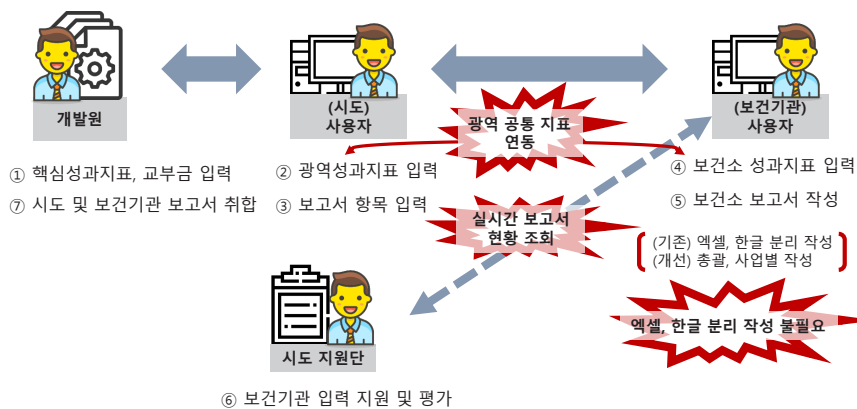 개발원
(시도)
사용자
(보건기관)
사용자
광역 공통 지표
연동
① 핵심성과지표, 교부금 입력
⑦ 시도 및 보건기관 보고서 취합
② 광역성과지표 입력
③ 보고서 항목 입력
④ 보건소 성과지표 입력
⑤ 보건소 보고서 작성
실시간 보고서
현황 조회
(기존) 엑셀, 한글 분리 작성
(개선) 총괄, 사업별 작성
엑셀, 한글 분리 작성 불필요
시도 지원단
⑥ 보건기관 입력 지원 및 평가